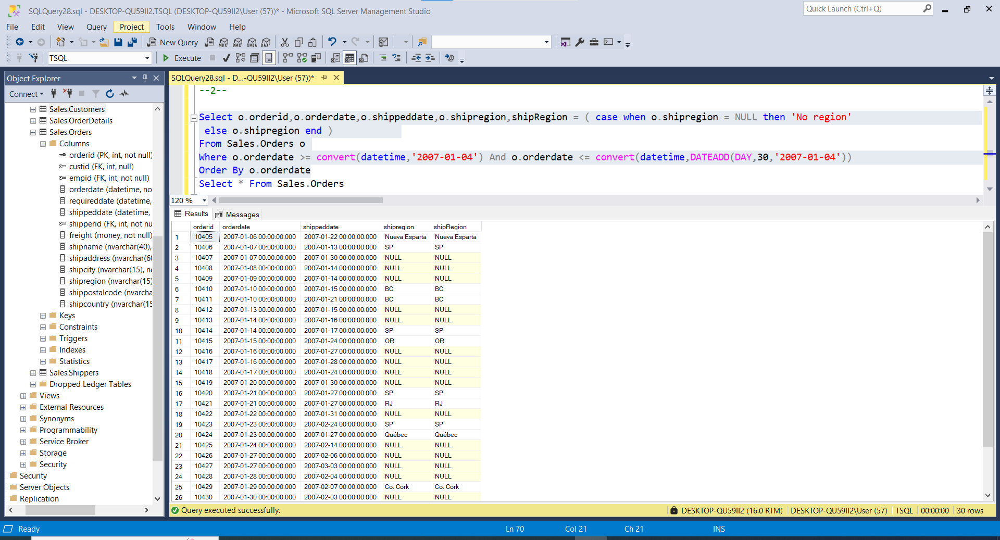 SQLQuery28.sql - DESKTOP-QU59II2.TSQL (DESKTOP-QU59II2\User (57))* - Microsoft SQL Server Management Studio
Quick Launch (Ctrl+Q)
File Edit View Query Project Tools Window Help
New Query MDX DMX XMLA DAX
TSQL Execute
Object Explorer
Connect
Sales.Customers
Sales.OrderDetails
Sales.Orders
Columns
orderid (PK, int, not null)
custid (FK, int, null)
empid (FK, int, not null)
orderdate (datetime, no
requireddate (datetime,
shippeddate (datetime,
shipperid (FK, int, not nu
freight (money, not null)
shipname (nvarchar(40),
shipaddress (nvarchar(60
shipcity (nvarchar(15), no
shipregion (nvarchar(15)
shippostalcode (nvarcha
shipcountry (nvarchar(15
Keys
Constraints
Triggers
Indexes
Statistics
Sales.Shippers
Dropped Ledger Tables
Views
External Resources
Synonyms
Programmability
Service Broker
Storage
Security
Security
Server Objects
Replication
SQLQuery28.sql - D...-QU59II2\User (57))*
--2--
Select o.orderid,o.orderdate,o.shippeddate,o.shipregion,shipRegion = ( case when o.shipregion = NULL then 'No region'
else o.shipregion end )
From Sales.Orders o
Where o.orderdate >= convert(datetime,'2007-01-04') And o.orderdate <= convert(datetime,DATEADD(DAY,30,'2007-01-04'))
Order By o.orderdate
Select * From Sales.Orders
120 %
Results Messages
orderid orderdate shippeddate shipregion shipRegion
1 10405 2007-01-06 00:00:00.000 2007-01-22 00:00:00.000 Nueva Esparta Nueva Esparta
2 10406 2007-01-07 00:00:00.000 2007-01-13 00:00:00.000 SP SP
3 10407 2007-01-07 00:00:00.000 2007-01-30 00:00:00.000 NULL NULL
4 10408 2007-01-08 00:00:00.000 2007-01-14 00:00:00.000 NULL NULL
5 10409 2007-01-09 00:00:00.000 2007-01-14 00:00:00.000 NULL NULL
6 10410 2007-01-10 00:00:00.000 2007-01-15 00:00:00.000 BC BC
7 10411 2007-01-10 00:00:00.000 2007-01-21 00:00:00.000 BC BC
8 10412 2007-01-13 00:00:00.000 2007-01-15 00:00:00.000 NULL NULL
9 10413 2007-01-14 00:00:00.000 2007-01-16 00:00:00.000 NULL NULL
10 10414 2007-01-14 00:00:00.000 2007-01-17 00:00:00.000 SP SP
11 10415 2007-01-15 00:00:00.000 2007-01-24 00:00:00.000 OR OR
12 10416 2007-01-16 00:00:00.000 2007-01-27 00:00:00.000 NULL NULL
13 10417 2007-01-16 00:00:00.000 2007-01-28 00:00:00.000 NULL NULL
14 10418 2007-01-17 00:00:00.000 2007-01-24 00:00:00.000 NULL NULL
15 10419 2007-01-20 00:00:00.000 2007-01-30 00:00:00.000 NULL NULL
16 10420 2007-01-21 00:00:00.000 2007-01-27 00:00:00.000 SP SP
17 10421 2007-01-21 00:00:00.000 2007-01-27 00:00:00.000 RJ RJ
18 10422 2007-01-22 00:00:00.000 2007-01-31 00:00:00.000 NULL NULL
19 10423 2007-01-23 00:00:00.000 2007-02-24 00:00:00.000 SP SP
20 10424 2007-01-23 00:00:00.000 2007-01-27 00:00:00.000 Québec Québec
21 10425 2007-01-24 00:00:00.000 2007-02-14 00:00:00.000 NULL NULL
22 10426 2007-01-27 00:00:00.000 2007-02-06 00:00:00.000 NULL NULL
23 10427 2007-01-27 00:00:00.000 2007-03-03 00:00:00.000 NULL NULL
24 10428 2007-01-28 00:00:00.000 2007-02-04 00:00:00.000 NULL NULL
25 10429 2007-01-29 00:00:00.000 2007-02-07 00:00:00.000 Co. Cork Co. Cork
26 10430 2007-01-30 00:00:00.000 2007-02-03 00:00:00.000 NULL NULL
Query executed successfully. DESKTOP-QU59II2 (16.0 RTM) DESKTOP-QU59II2\User (57) TSQL 00:00:00 30 rows
Ready Ln 70 Col 21 Ch 21 INS